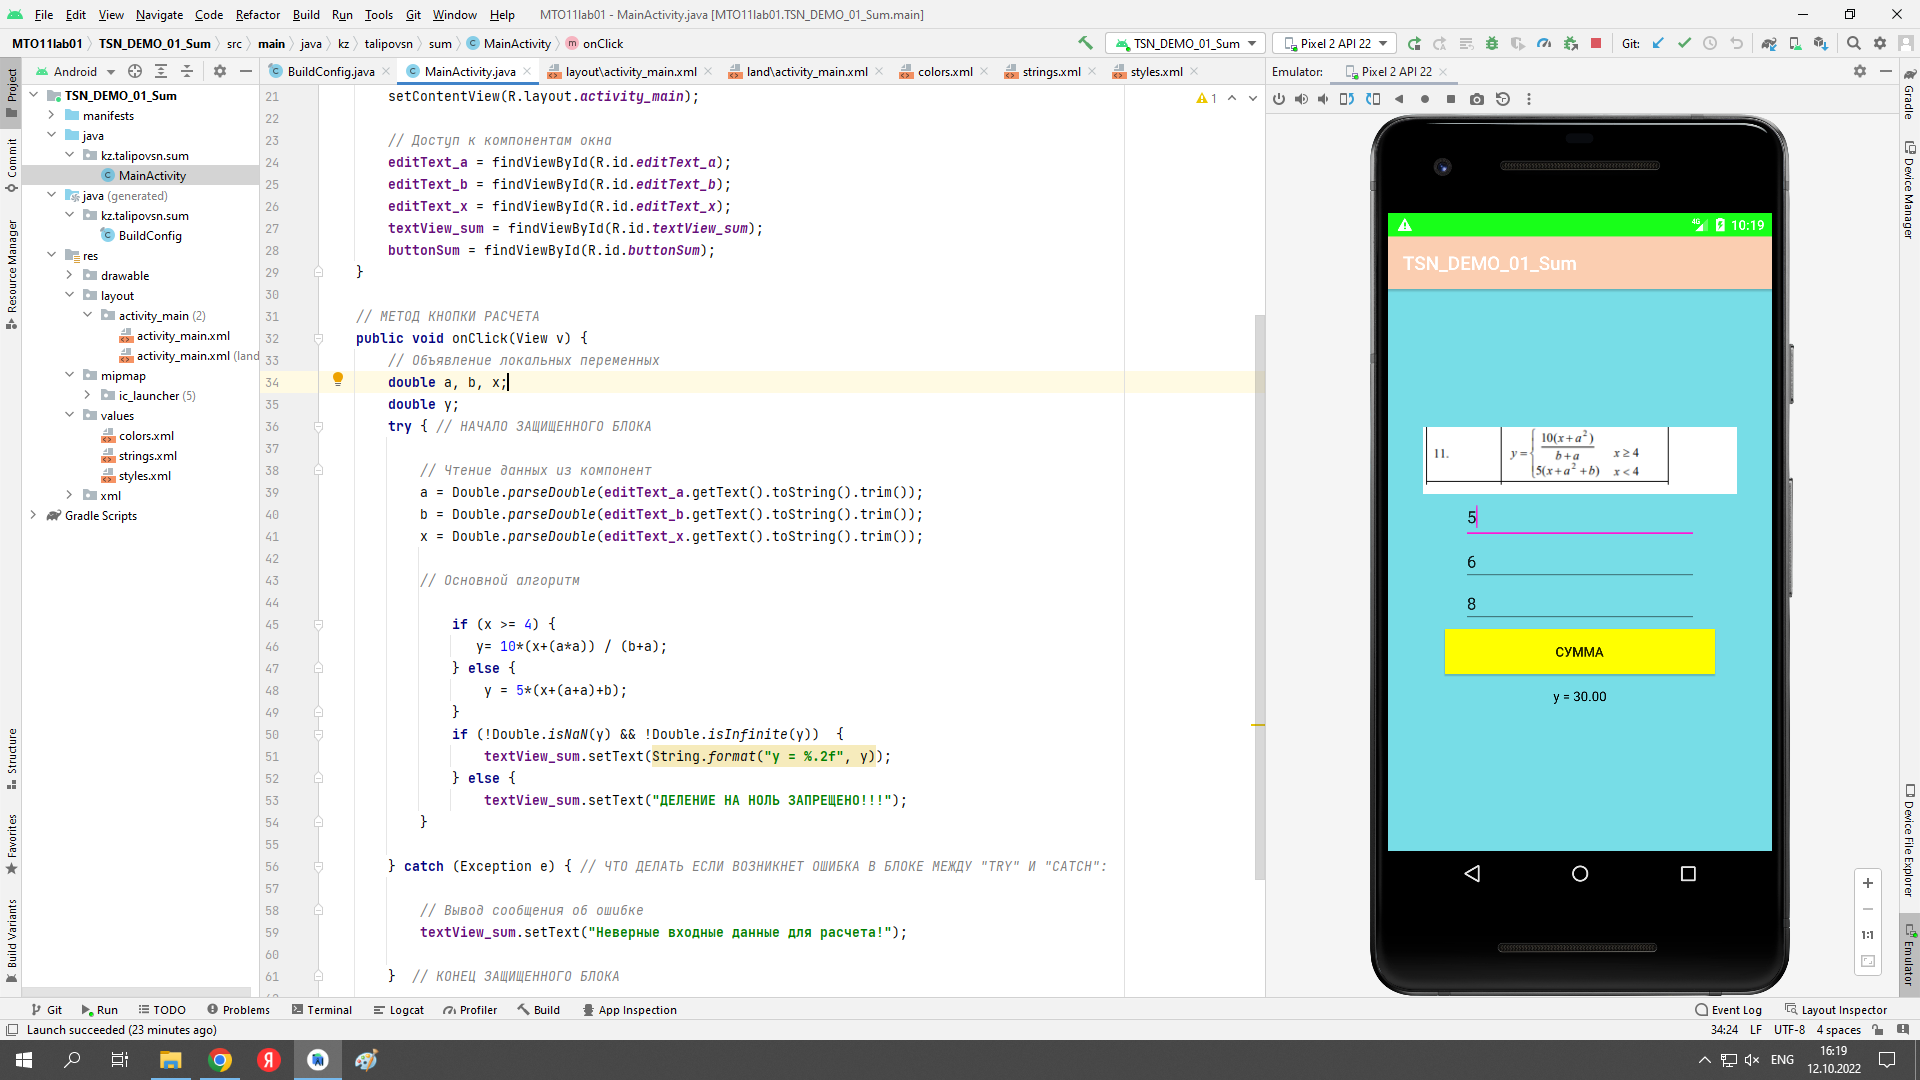 File Edit View Navigate Code Refactor Build Run Tools Git Window Help MTO11lab01 - MainActivity.java [MTO11lab01.TSN_DEMO_01_Sum.main]
MTO11lab01 TSN_DEMO_01_Sum src main java kz talipovsn sum MainActivity onClick TSN_DEMO_01_Sum Pixel 2 API 22 Git:
Android BuildConfig.java MainActivity.java layout\activity_main.xml land\activity_main.xml colors.xml strings.xml styles.xml Emulator: Pixel 2 API 22
Project
Commit
Resource Manager
Structure
Favorites
Build Variants
TSN_DEMO_01_Sum
manifests
java
kz.talipovsn.sum
MainActivity
java (generated)
kz.talipovsn.sum
BuildConfig
res
drawable
layout
activity_main (2)
activity_main.xml
activity_main.xml (land
mipmap
ic_launcher (5)
values
colors.xml
strings.xml
styles.xml
xml
Gradle Scripts
1
21 setContentView(R.layout.activity_main);
22
23 // Доступ к компонентам окна
24 editText_a = findViewById(R.id.editText_a);
25 editText_b = findViewById(R.id.editText_b);
26 editText_x = findViewById(R.id.editText_x);
27 textView_sum = findViewById(R.id.textView_sum);
28 buttonSum = findViewById(R.id.buttonSum);
29 }
30
31 // МЕТОД КНОПКИ РАСЧЕТА
32 public void onClick(View v) {
33 // Объявление локальных переменных
34 double a, b, x;
35 double y;
36 try { // НАЧАЛО ЗАЩИЩЕННОГО БЛОКА
37
38 // Чтение данных из компонент
39 a = Double.parseDouble(editText_a.getText().toString().trim());
40 b = Double.parseDouble(editText_b.getText().toString().trim());
41 x = Double.parseDouble(editText_x.getText().toString().trim());
42
43 // Основной алгоритм
44
45 if (x >= 4) {
46 y= 10*(x+(a*a)) / (b+a);
47 } else {
48 y = 5*(x+(a+a)+b);
49 }
50 if (!Double.isNaN(y) && !Double.isInfinite(y)) {
51 textView_sum.setText(String.format("y = %.2f", y));
52 } else {
53 textView_sum.setText("ДЕЛЕНИЕ НА НОЛЬ ЗАПРЕЩЕНО!!!");
54 }
55
56 } catch (Exception e) { // ЧТО ДЕЛАТЬ ЕСЛИ ВОЗНИКНЕТ ОШИБКА В БЛОКЕ МЕЖДУ "TRY" И "CATCH":
57
58 // Вывод сообщения об ошибке
59 textView_sum.setText("Неверные входные данные для расчета!");
60
61 } // КОНЕЦ ЗАЩИЩЕННОГО БЛОКА
4G 10:19
TSN_DEMO_01_Sum
11. y = { 10(x+a²) / b+a x ≥ 4
5(x+a²+b) x < 4
5
6
8
СУММА
y = 30.00
1:1
Gradle
Device Manager
Device File Explorer
Emulator
Git Run TODO Problems Terminal Logcat Profiler Build App Inspection Event Log Layout Inspector
Launch succeeded (23 minutes ago) 34:24 LF UTF-8 4 spaces
Я ENG 16:19
12.10.2022